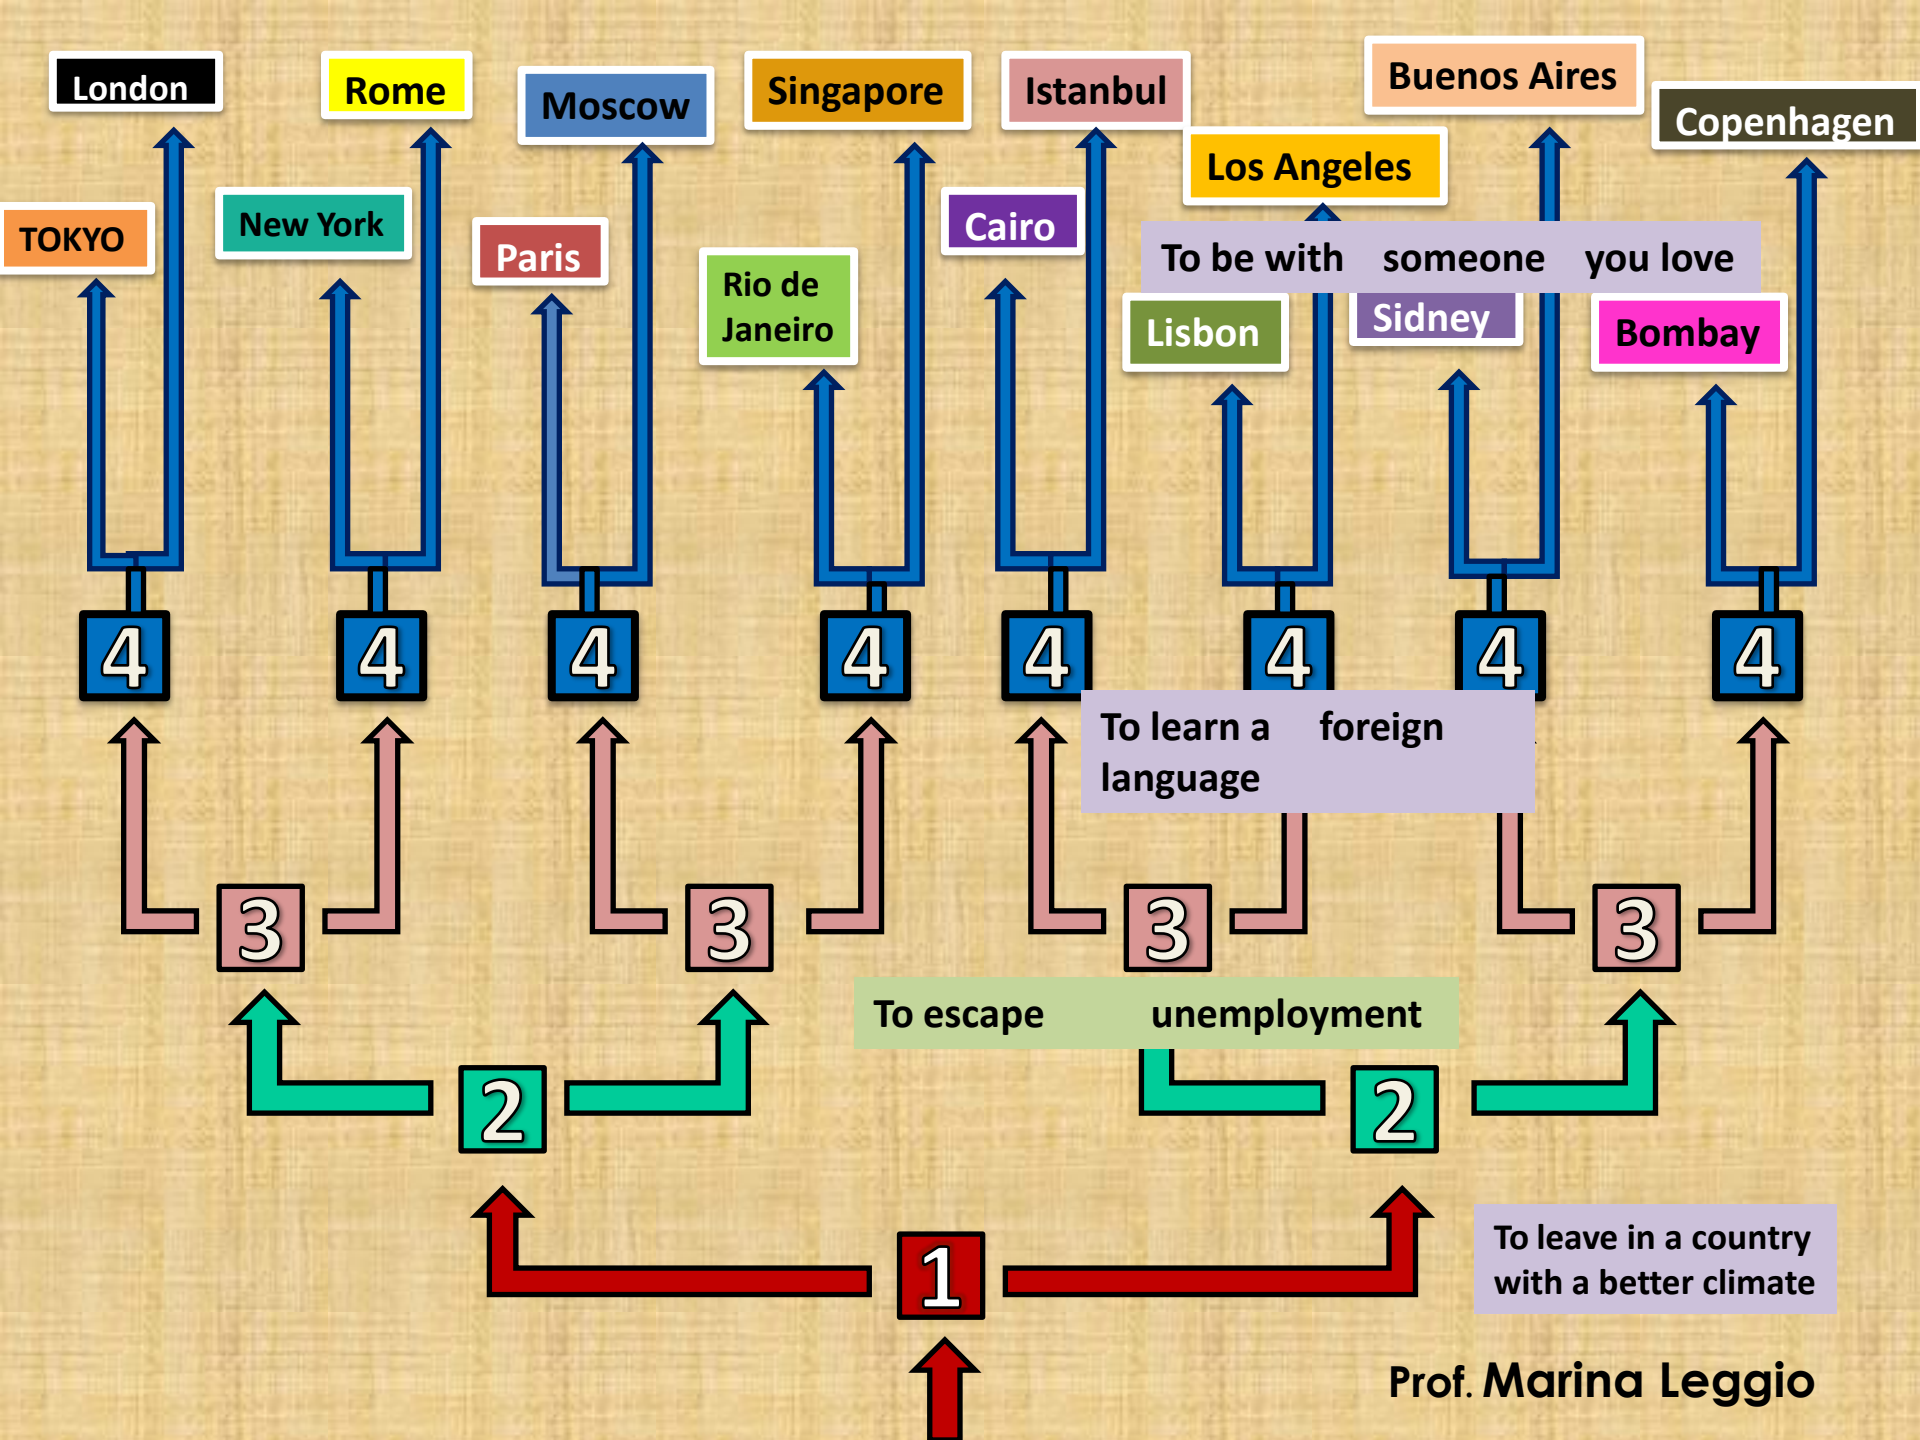 London
Rome
Moscow
Singapore
Istanbul
Buenos Aires
Copenhagen
Los Angeles
TOKYO
New York
Paris
Cairo
Rio de
Janeiro
To be with someone you love
Lisbon
Sidney
Bombay
4 4 4 4 4 4 4 4
To learn a foreign
language
3 3 3 3
To escape unemployment
2 2
1
To leave in a country
with a better climate
Prof. Marina Leggio